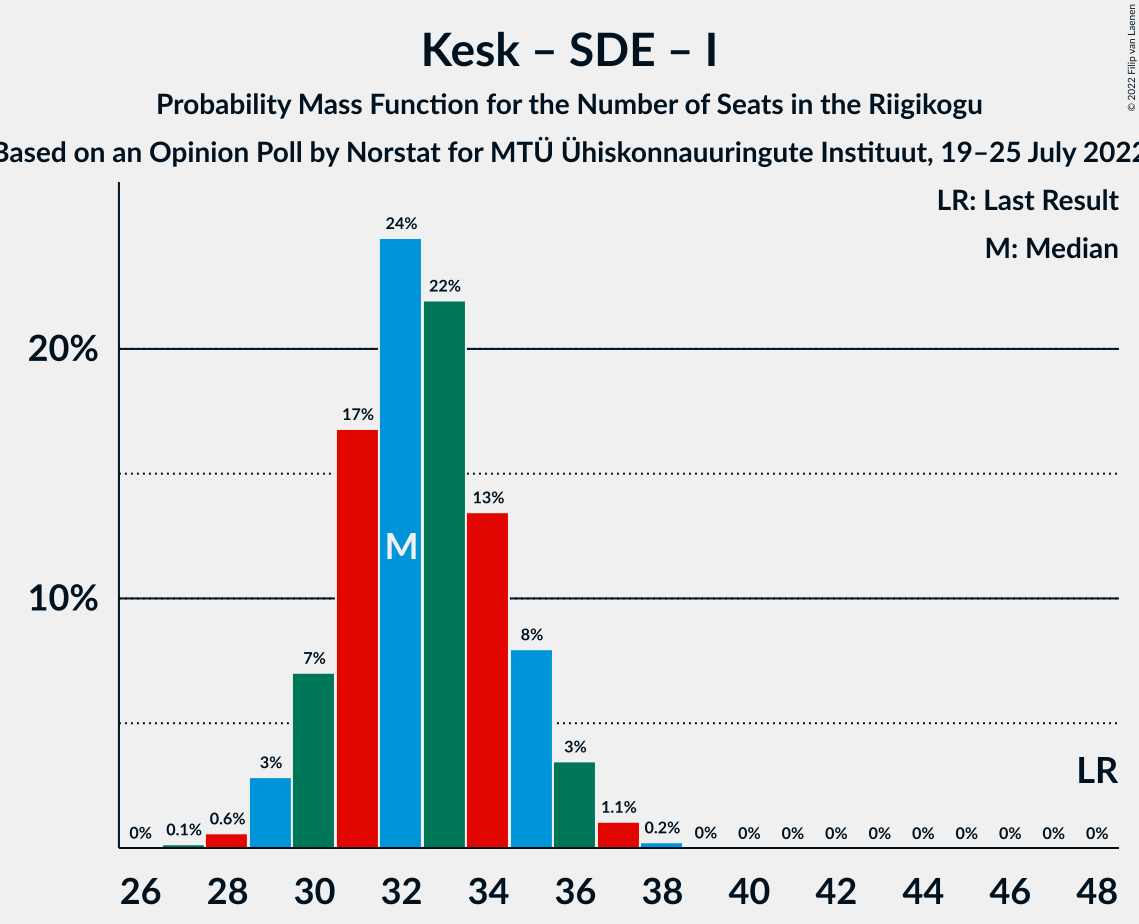 Kesk – SDE – I
Probability Mass Function for the Number of Seats in the Riigikogu
Based on an Opinion Poll by Norstat for MTÜ Ühiskonnauuringute Instituut, 19–25 July 2022
© 2022 Filip van Laenen
LR: Last Result
M: Median
24%
22%
20%
17%
13%
M
10%
8%
7%
3%
3%
LR
0% 0.1% 0.6% 1.1% 0.2% 0% 0% 0% 0% 0% 0% 0% 0% 0% 0%
26 28 30 32 34 36 38 40 42 44 46 48